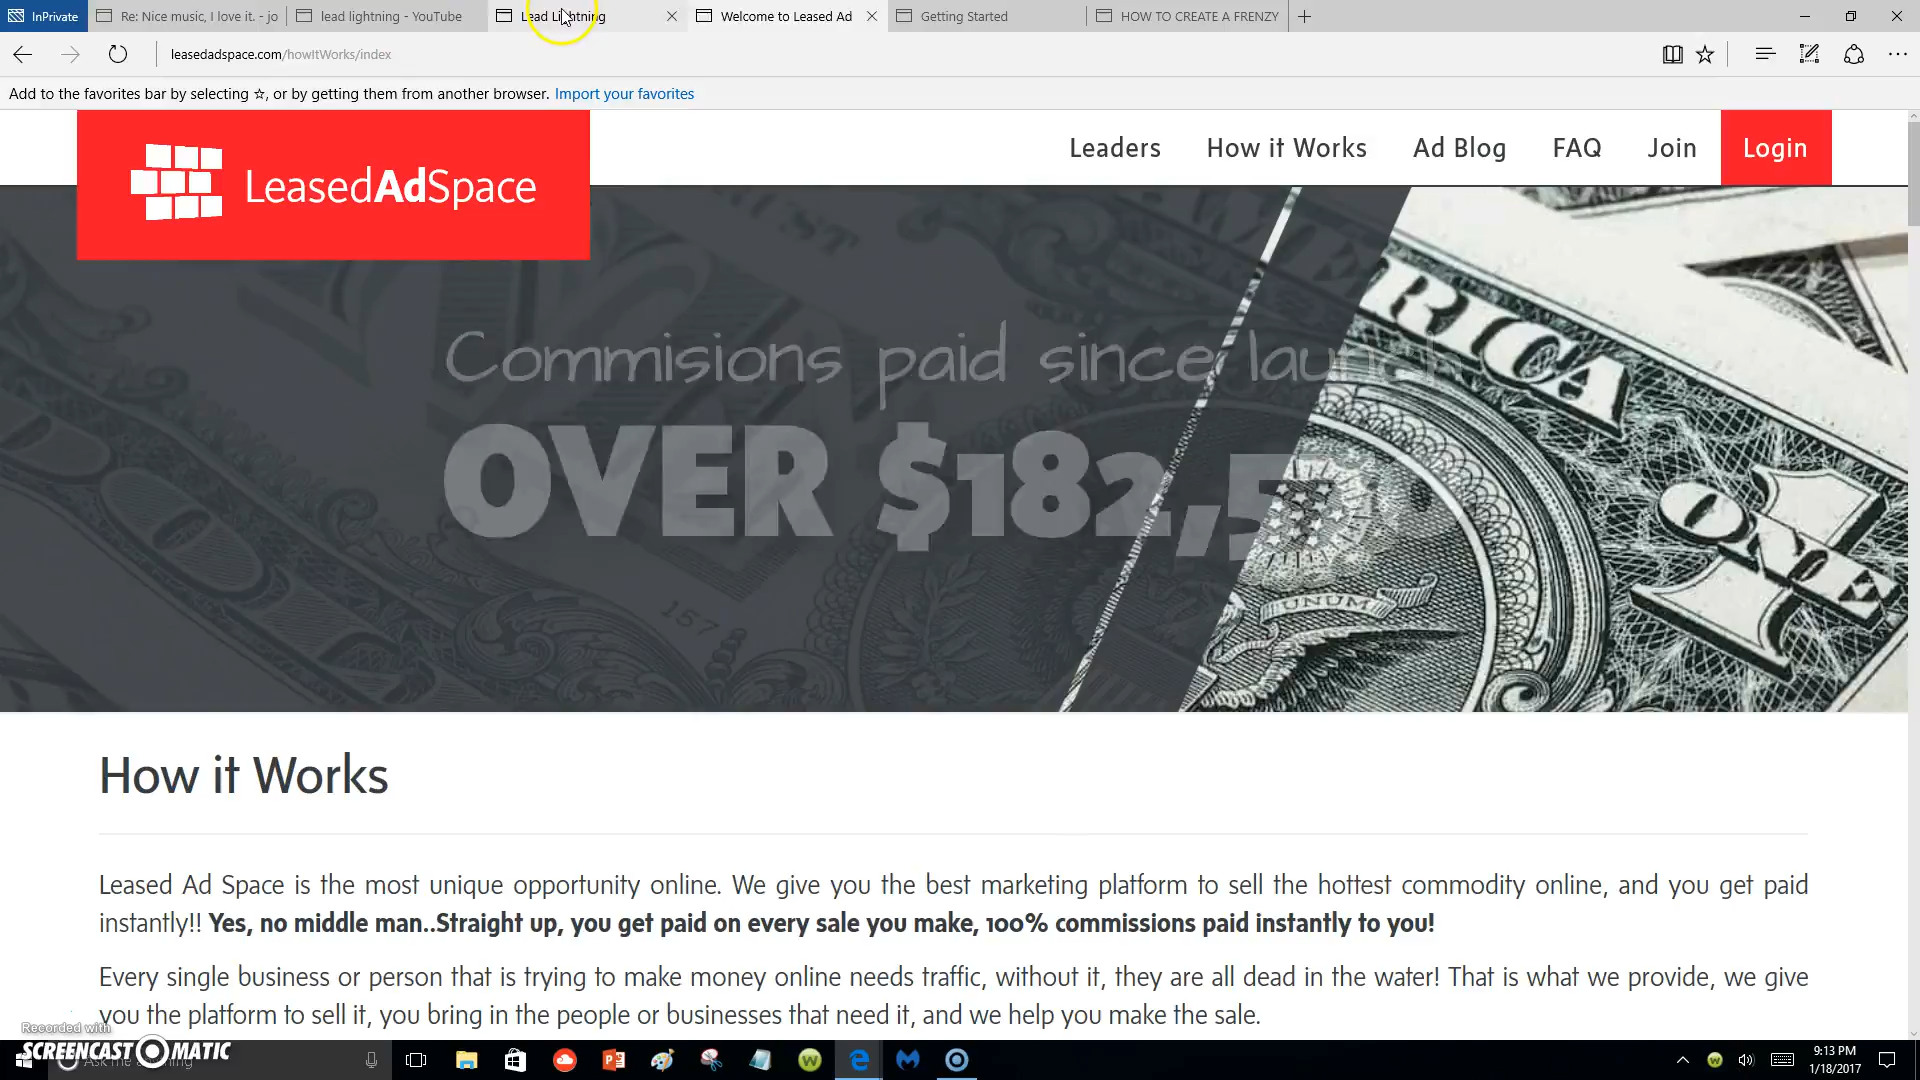 InPrivate
Re: Nice music, I love it. - jo
lead lightning - YouTube
Lead Lightning
Welcome to Leased Ad
Getting Started
HOW TO CREATE A FRENZY
leasedadspace.com/howItWorks/index
Add to the favorites bar by selecting ☆, or by getting them from another browser. Import your favorites
LeasedAdSpace
Leaders
How it Works
Ad Blog
FAQ
Join
Login
Commisions paid since launch
OVER $182,5
ERICA
ONE
UNUM
157
How it Works
Leased Ad Space is the most unique opportunity online. We give you the best marketing platform to sell the hottest commodity online, and you get paid
instantly!! Yes, no middle man..Straight up, you get paid on every sale you make, 100% commissions paid instantly to you!
Every single business or person that is trying to make money online needs traffic, without it, they are all dead in the water! That is what we provide, we give
you the platform to sell it, you bring in the people or businesses that need it, and we help you make the sale.
Recorded with
SCREENCAST-O-MATIC
Ask me anything
9:13 PM
1/18/2017